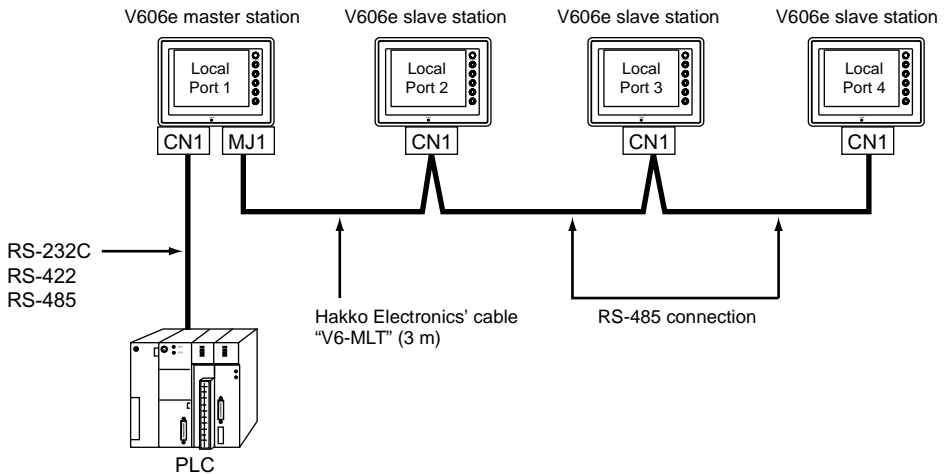 V606e master station
V606e slave station
V606e slave station
V606e slave station
Local
Port 1
Local
Port 2
Local
Port 3
Local
Port 4
CN1
MJ1
CN1
CN1
CN1
RS-232C
RS-422
RS-485
Hakko Electronics' cable
“V6-MLT” (3 m)
RS-485 connection
PLC